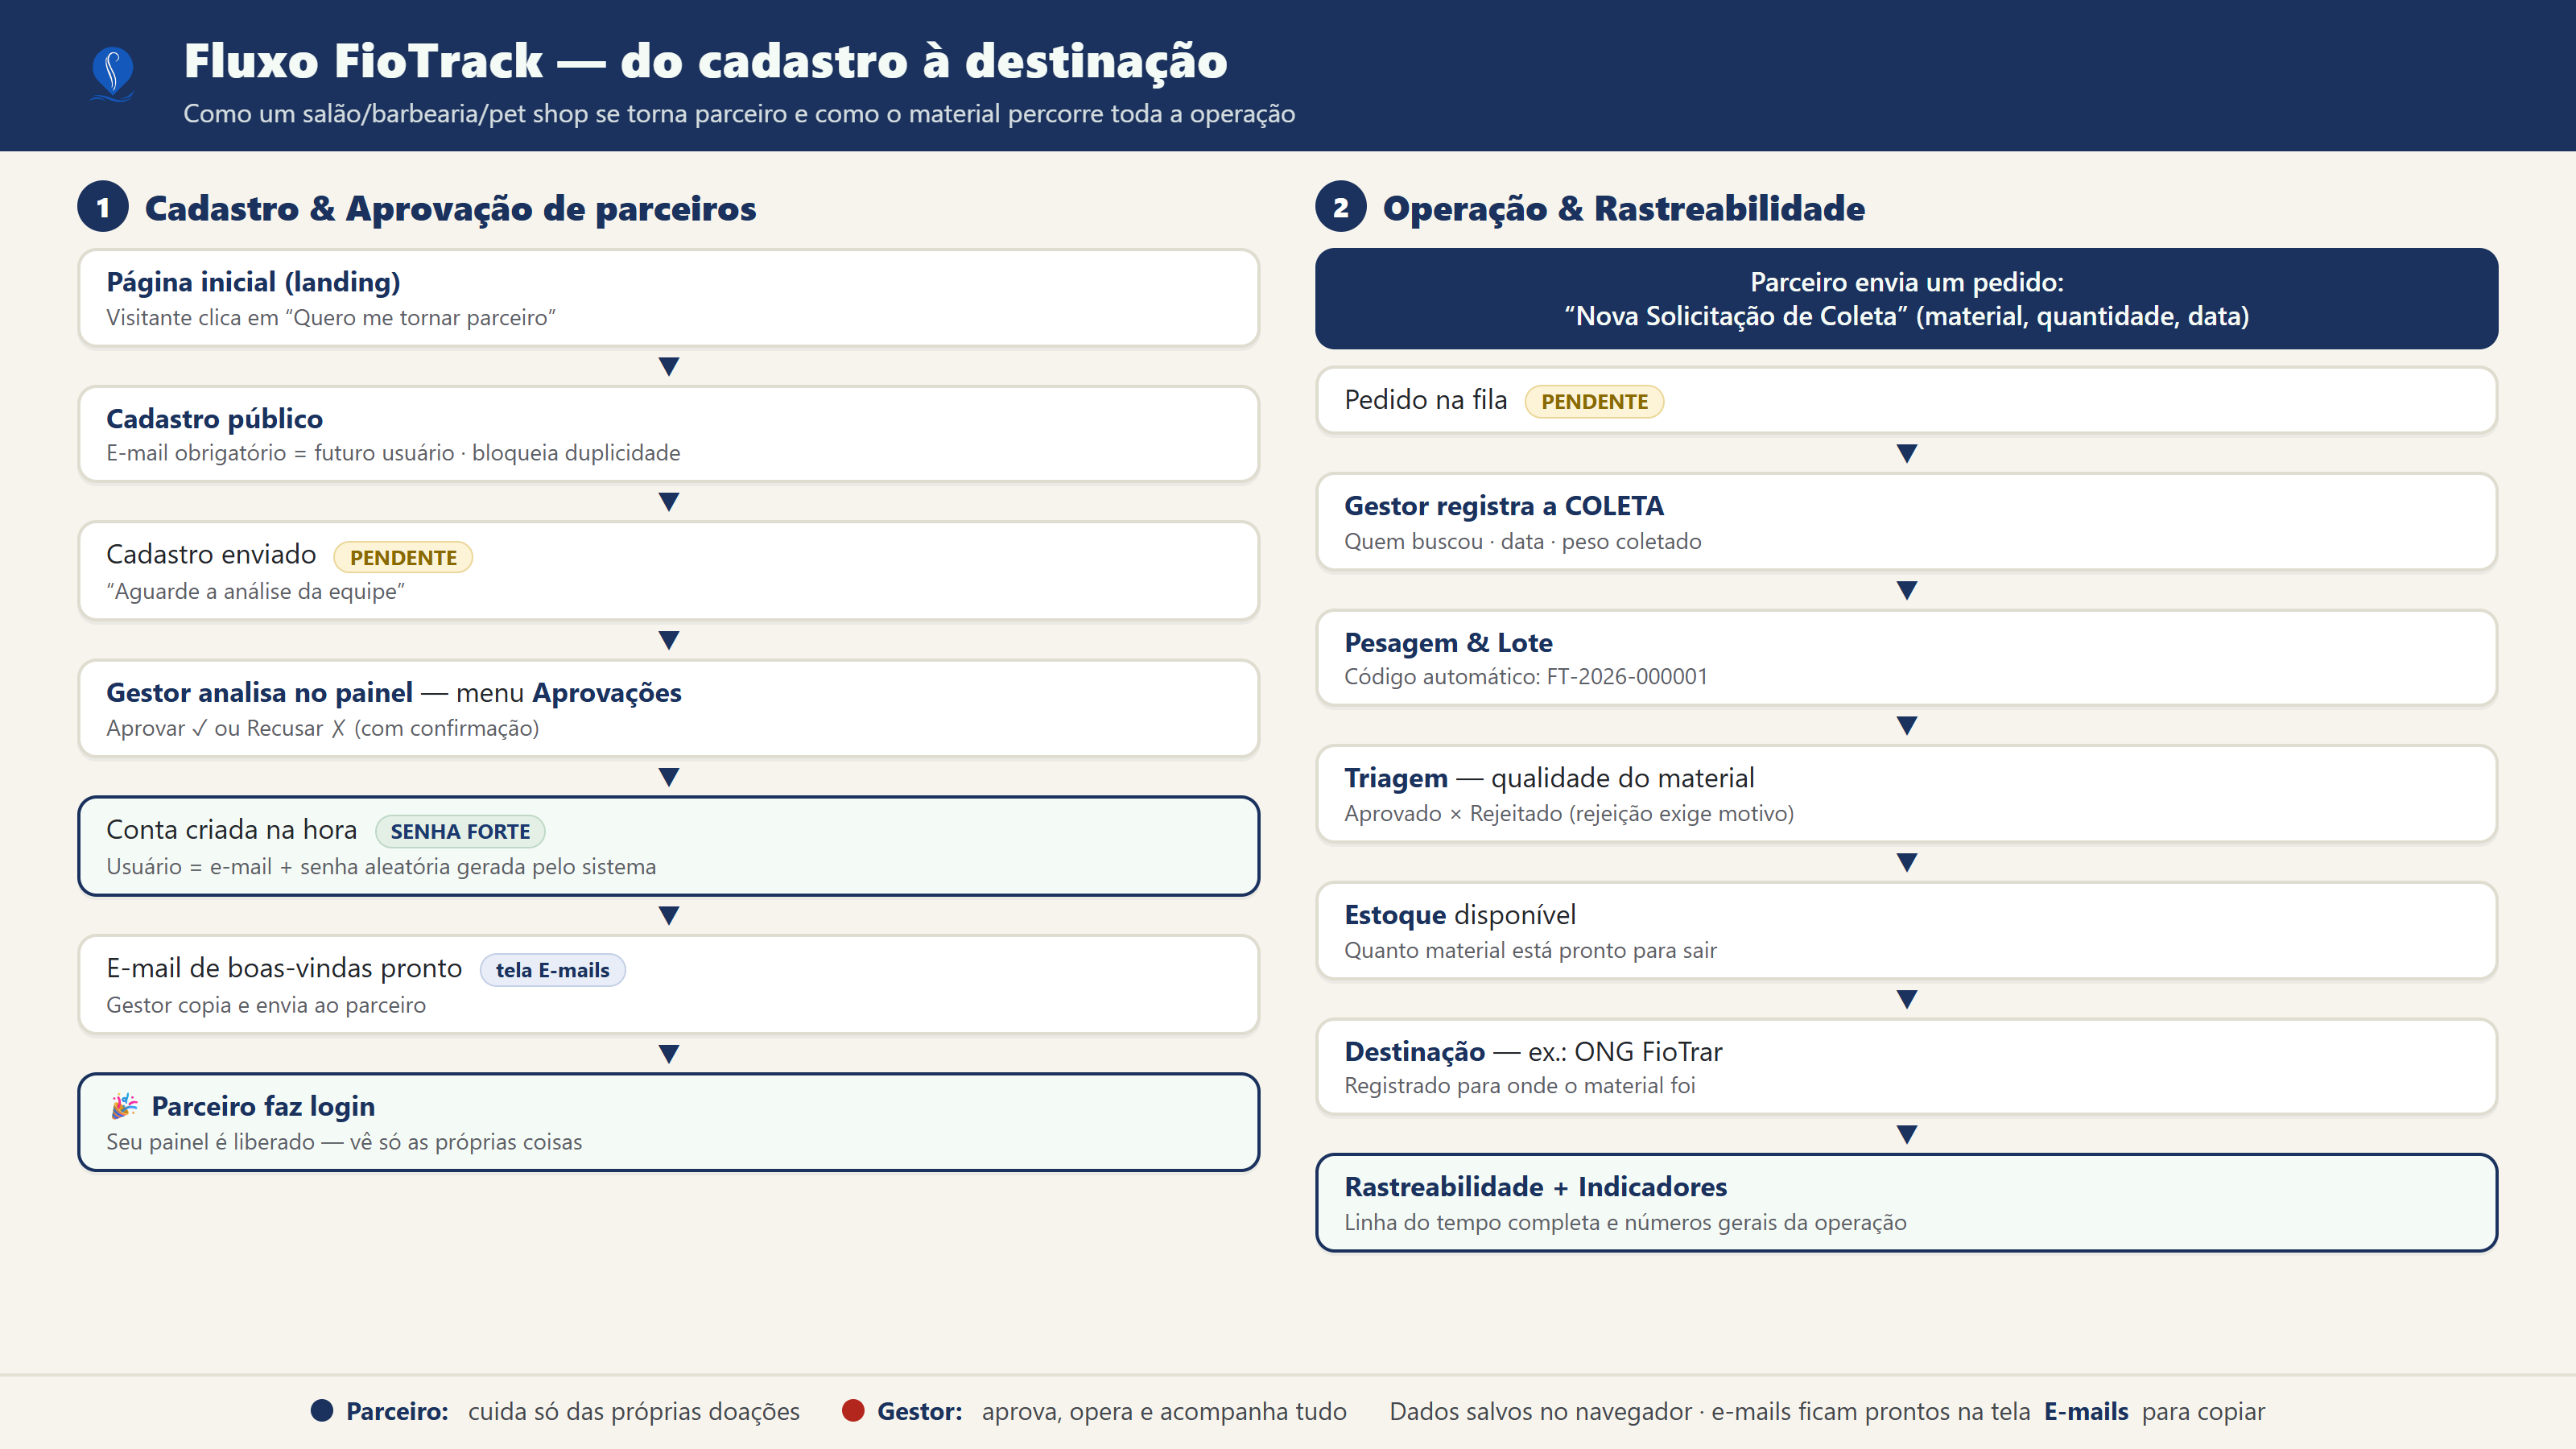 Fluxo FioTrack — do cadastro à destinação
Como um salão/barbearia/pet shop se torna parceiro e como o material percorre toda a operação
1 Cadastro & Aprovação de parceiros
Página inicial (landing)
Visitante clica em “Quero me tornar parceiro”
▼
Cadastro público
E-mail obrigatório = futuro usuário · bloqueia duplicidade
▼
Cadastro enviado PENDENTE
“Aguarde a análise da equipe”
▼
Gestor analisa no painel — menu Aprovações
Aprovar ✓ ou Recusar ✗ (com confirmação)
▼
Conta criada na hora SENHA FORTE
Usuário = e-mail + senha aleatória gerada pelo sistema
▼
E-mail de boas-vindas pronto tela E-mails
Gestor copia e envia ao parceiro
▼
🎉 Parceiro faz login
Seu painel é liberado — vê só as próprias coisas
2 Operação & Rastreabilidade
Parceiro envia um pedido:
“Nova Solicitação de Coleta” (material, quantidade, data)
Pedido na fila PENDENTE
▼
Gestor registra a COLETA
Quem buscou · data · peso coletado
▼
Pesagem & Lote
Código automático: FT-2026-000001
▼
Triagem — qualidade do material
Aprovado × Rejeitado (rejeição exige motivo)
▼
Estoque disponível
Quanto material está pronto para sair
▼
Destinação — ex.: ONG FioTrar
Registrado para onde o material foi
▼
Rastreabilidade + Indicadores
Linha do tempo completa e números gerais da operação
Parceiro: cuida só das próprias doações Gestor: aprova, opera e acompanha tudo Dados salvos no navegador · e-mails ficam prontos na tela E-mails para copiar